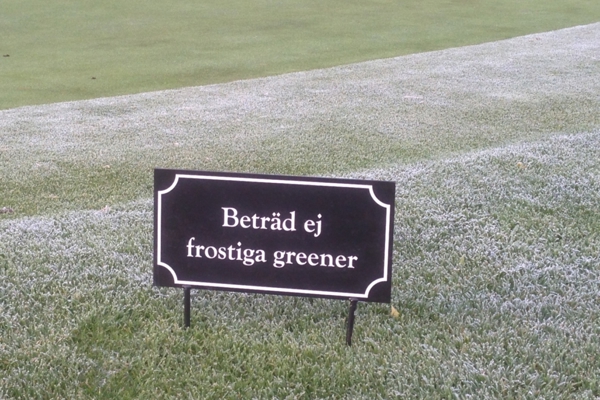 Beträd ej
frostiga greener